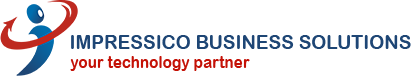 IMPRESSICO BUSINESS SOLUTIONS
your technology partner